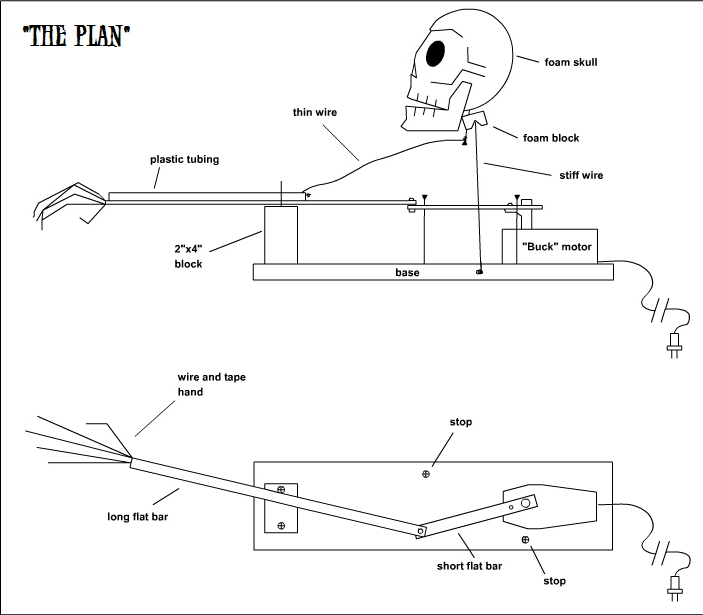 "THE PLAN"
foam skull
thin wire
foam block
plastic tubing
stiff wire
2"x4"
block
"Buck" motor
base
wire and tape
hand
stop
long flat bar
short flat bar
stop